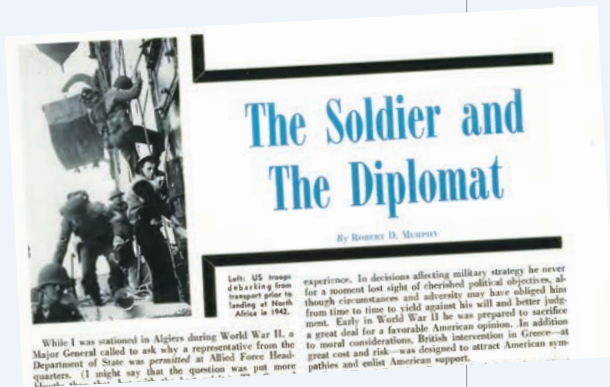 The Soldier and
The Diplomat
By ROBERT D. MURPHY
Left: US troops
debarking from
transport prior to
landing at North
Africa in 1942.
While I was stationed in Algiers during World War II, a
Major General called to ask why a representative from the
Department of State was permitted at Allied Force Head-
quarters. (I might say that the question was put more
experience. In decisions affecting military strategy he never
for a moment lost sight of cherished political objectives, al-
though circumstances and adversity may have obliged him
from time to time to yield against his will and better judg-
ment. Early in World War II he was prepared to sacrifice
a great deal for a favorable American opinion. In addition
to moral considerations, British intervention in Greece—at
great cost and risk—was designed to attract American sym-
pathies and enlist American support.